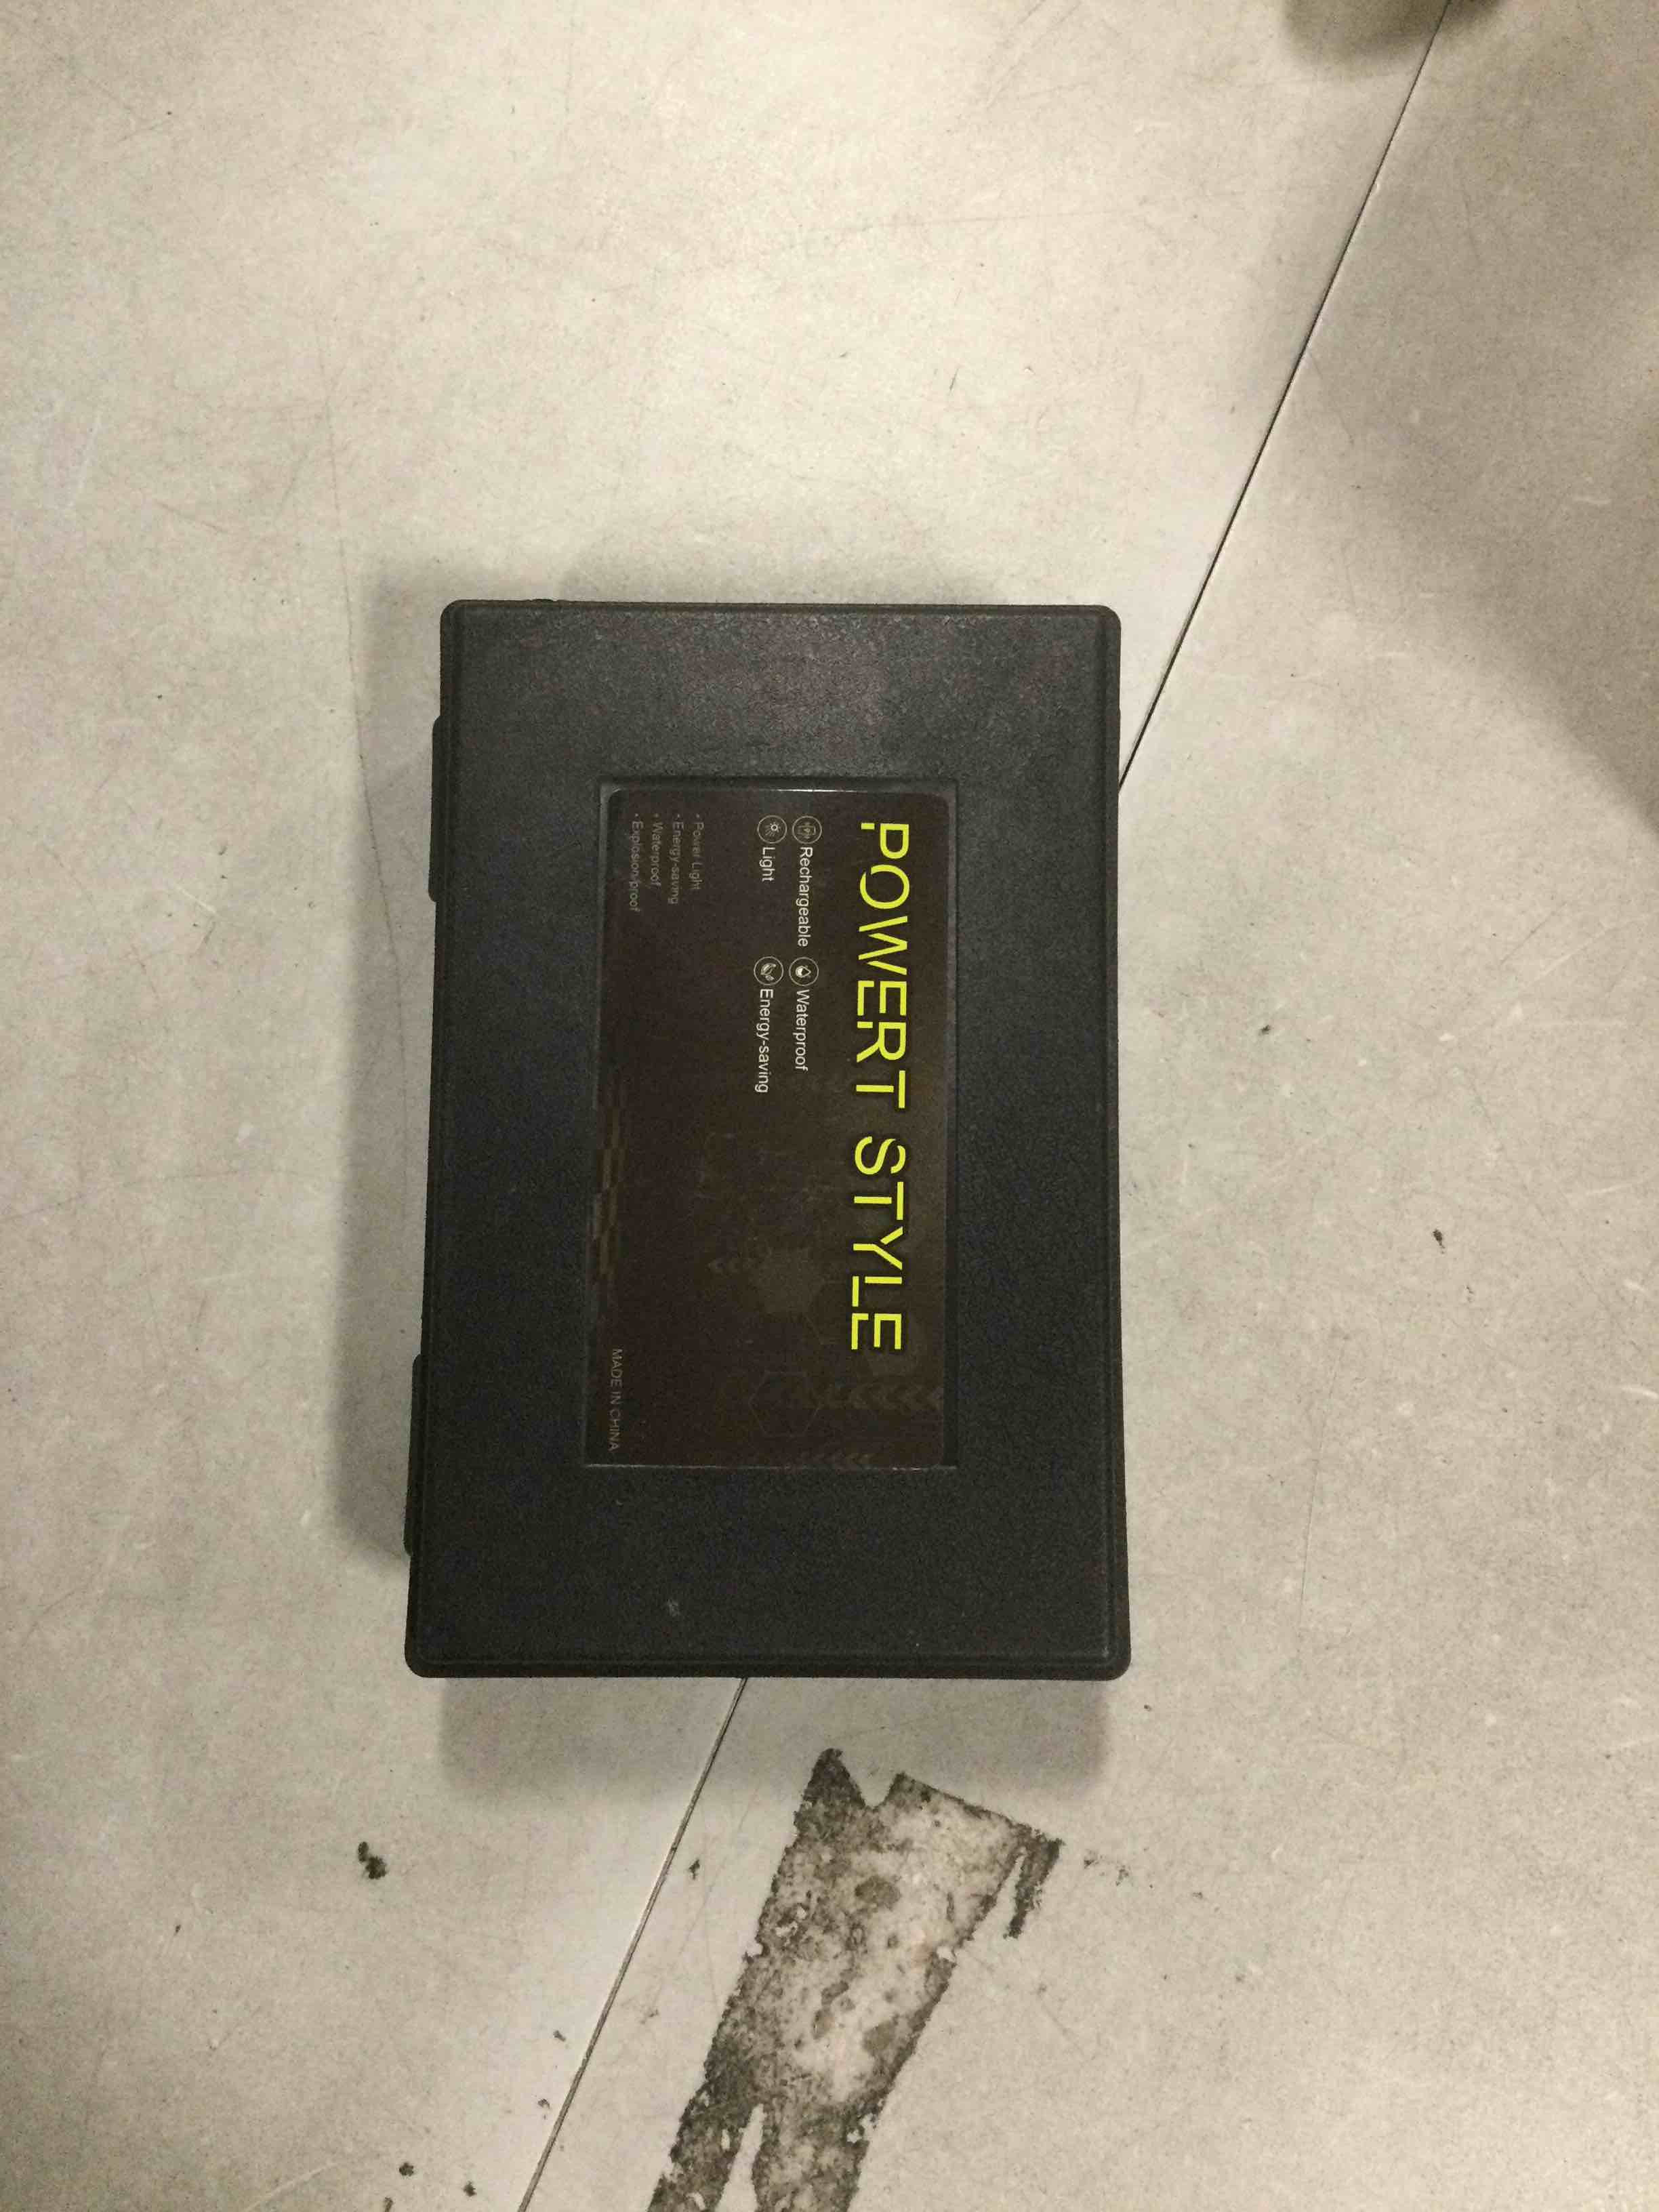 POWERT STYLE
Rechargeable Waterproof
Light Energy-saving
• Power Light
• Energy-saving
• Waterproof
• Explosion/proof
MADE IN CHINA